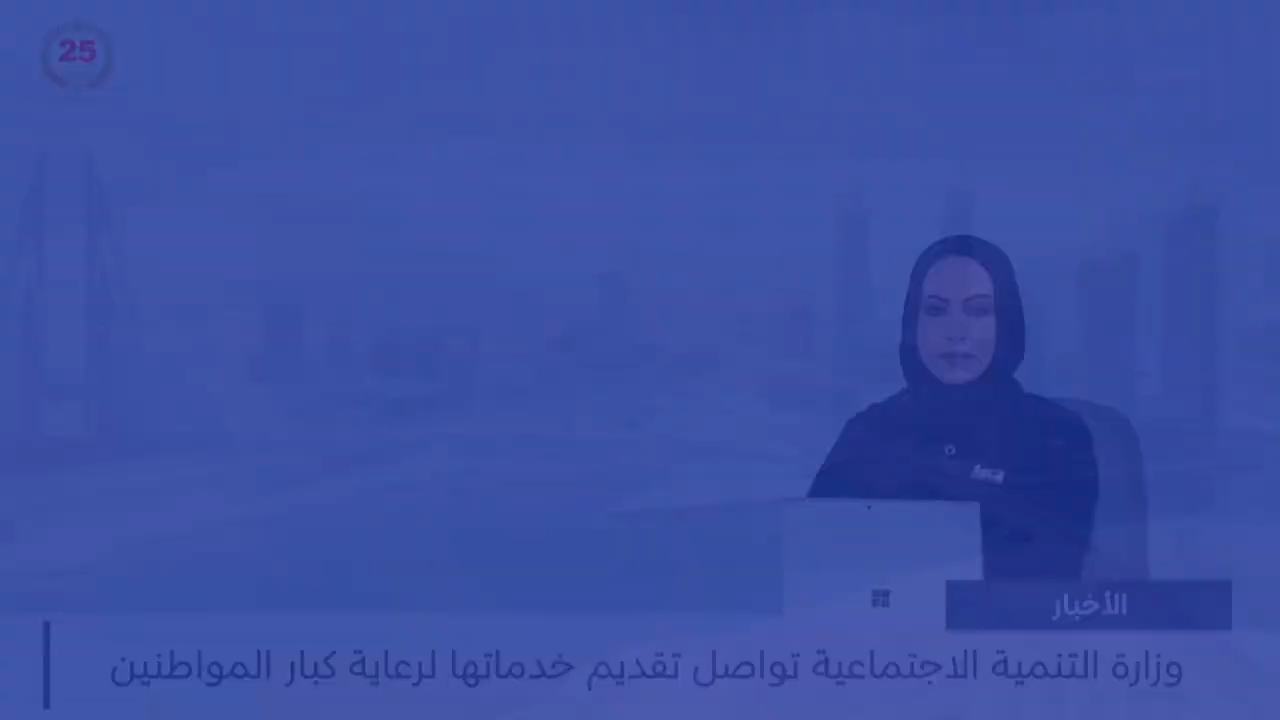 25
الأخبار
وزارة التنمية الاجتماعية تواصل تقديم خدماتها لرعاية كبار المواطنين